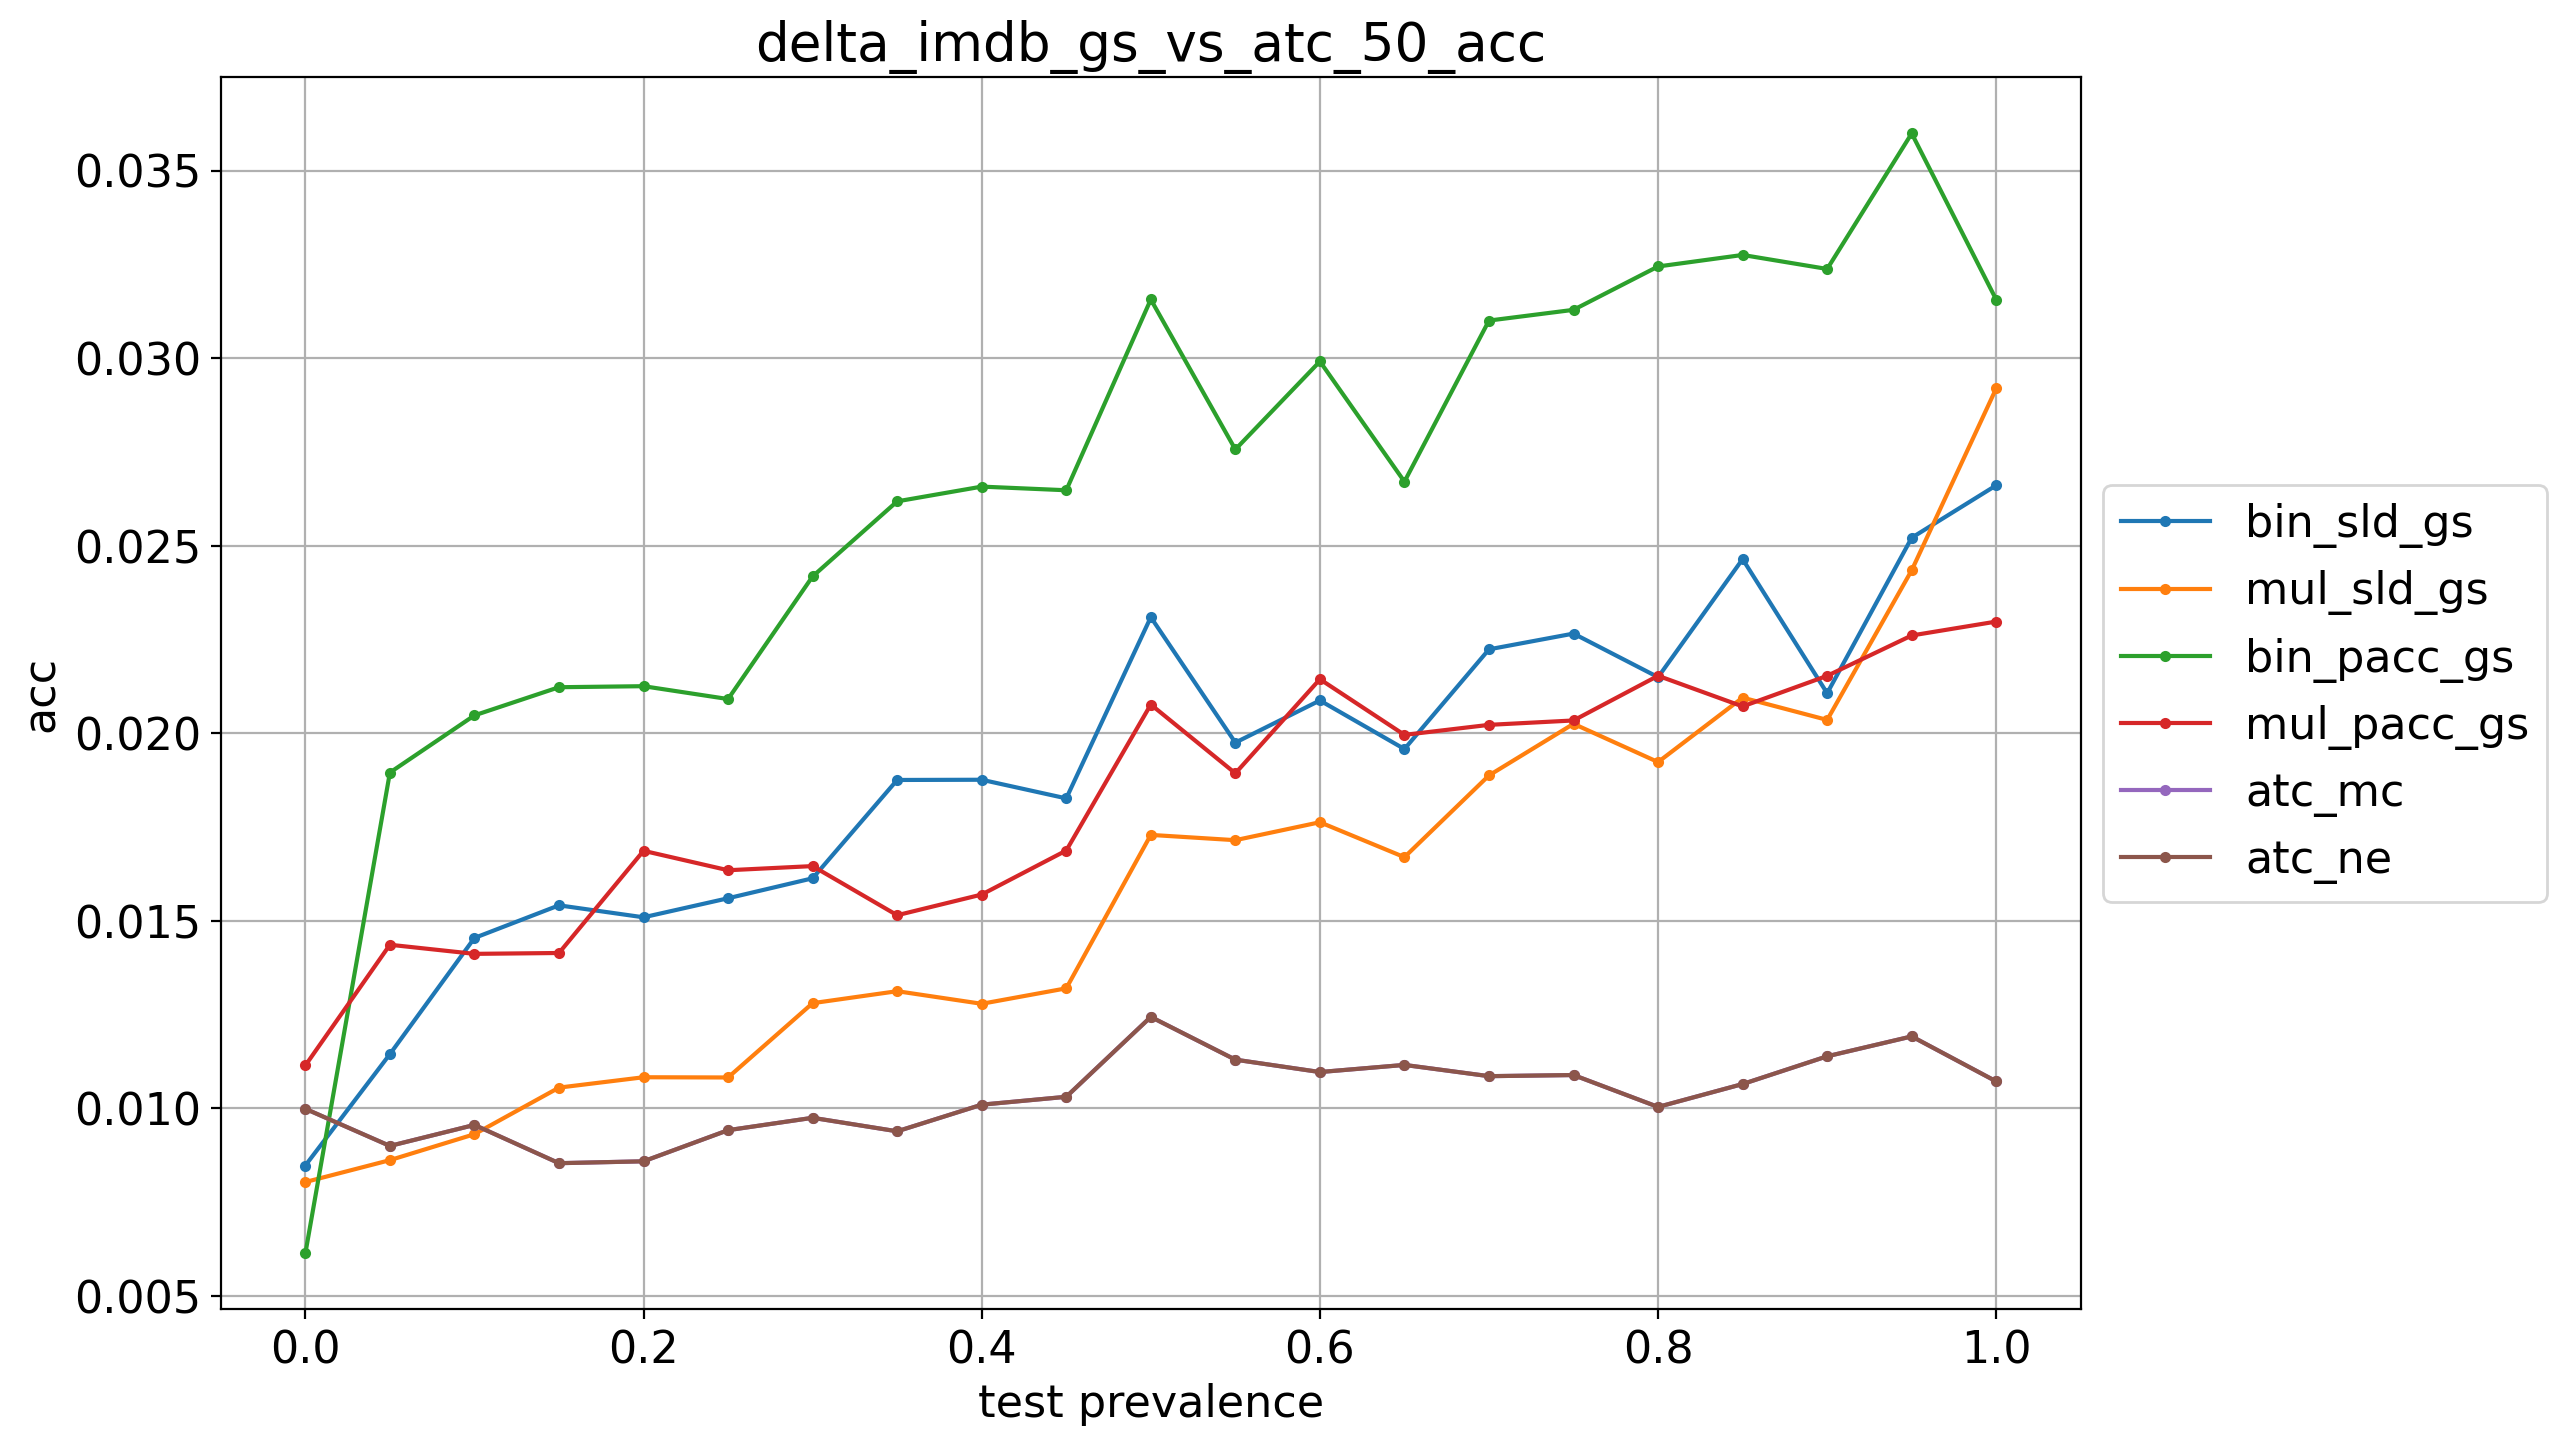 delta_imdb_gs_vs_atc_50_acc
acc
0.035
0.030
0.025
0.020
0.015
0.010
0.005
0.0 0.2 0.4 0.6 0.8 1.0
test prevalence
bin_sld_gs
mul_sld_gs
bin_pacc_gs
mul_pacc_gs
atc_mc
atc_ne